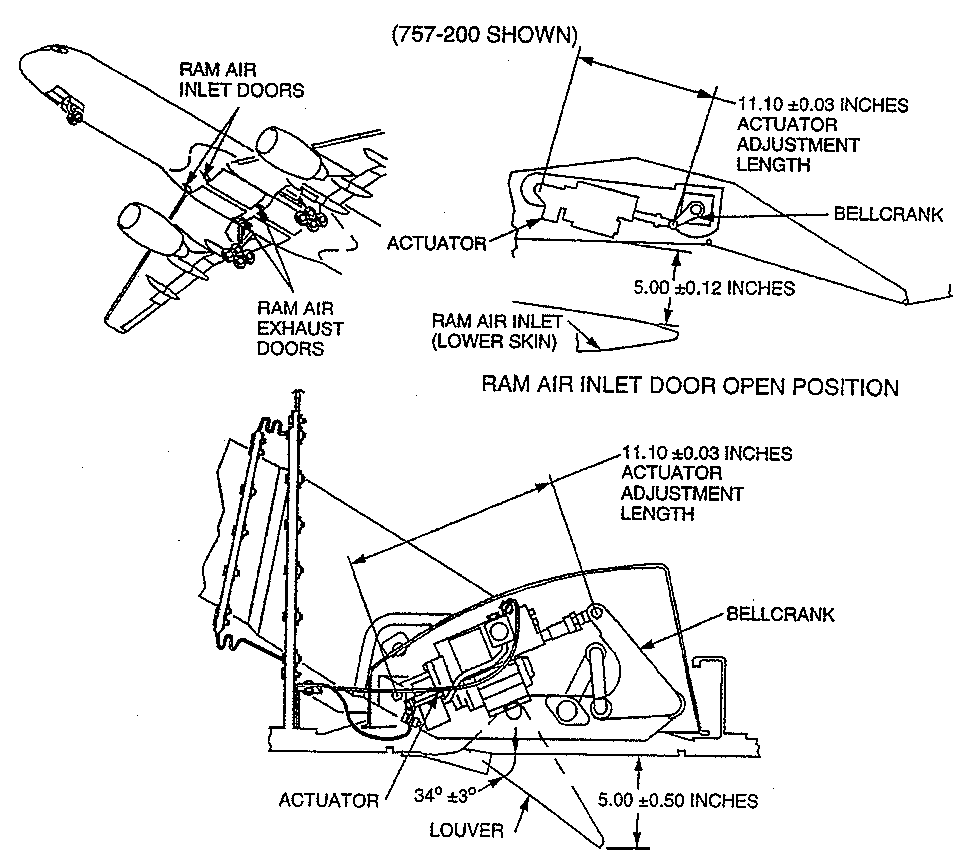 (757-200 SHOWN)
RAM AIR
INLET DOORS
11.10 ±0.03 INCHES
ACTUATOR
ADJUSTMENT
LENGTH
BELLCRANK
ACTUATOR
5.00 ±0.12 INCHES
RAM AIR
EXHAUST
DOORS
RAM AIR INLET
(LOWER SKIN)
RAM AIR INLET DOOR OPEN POSITION
11.10 ±0.03 INCHES
ACTUATOR
ADJUSTMENT
LENGTH
BELLCRANK
ACTUATOR
34° ±3°
LOUVER
5.00 ±0.50 INCHES